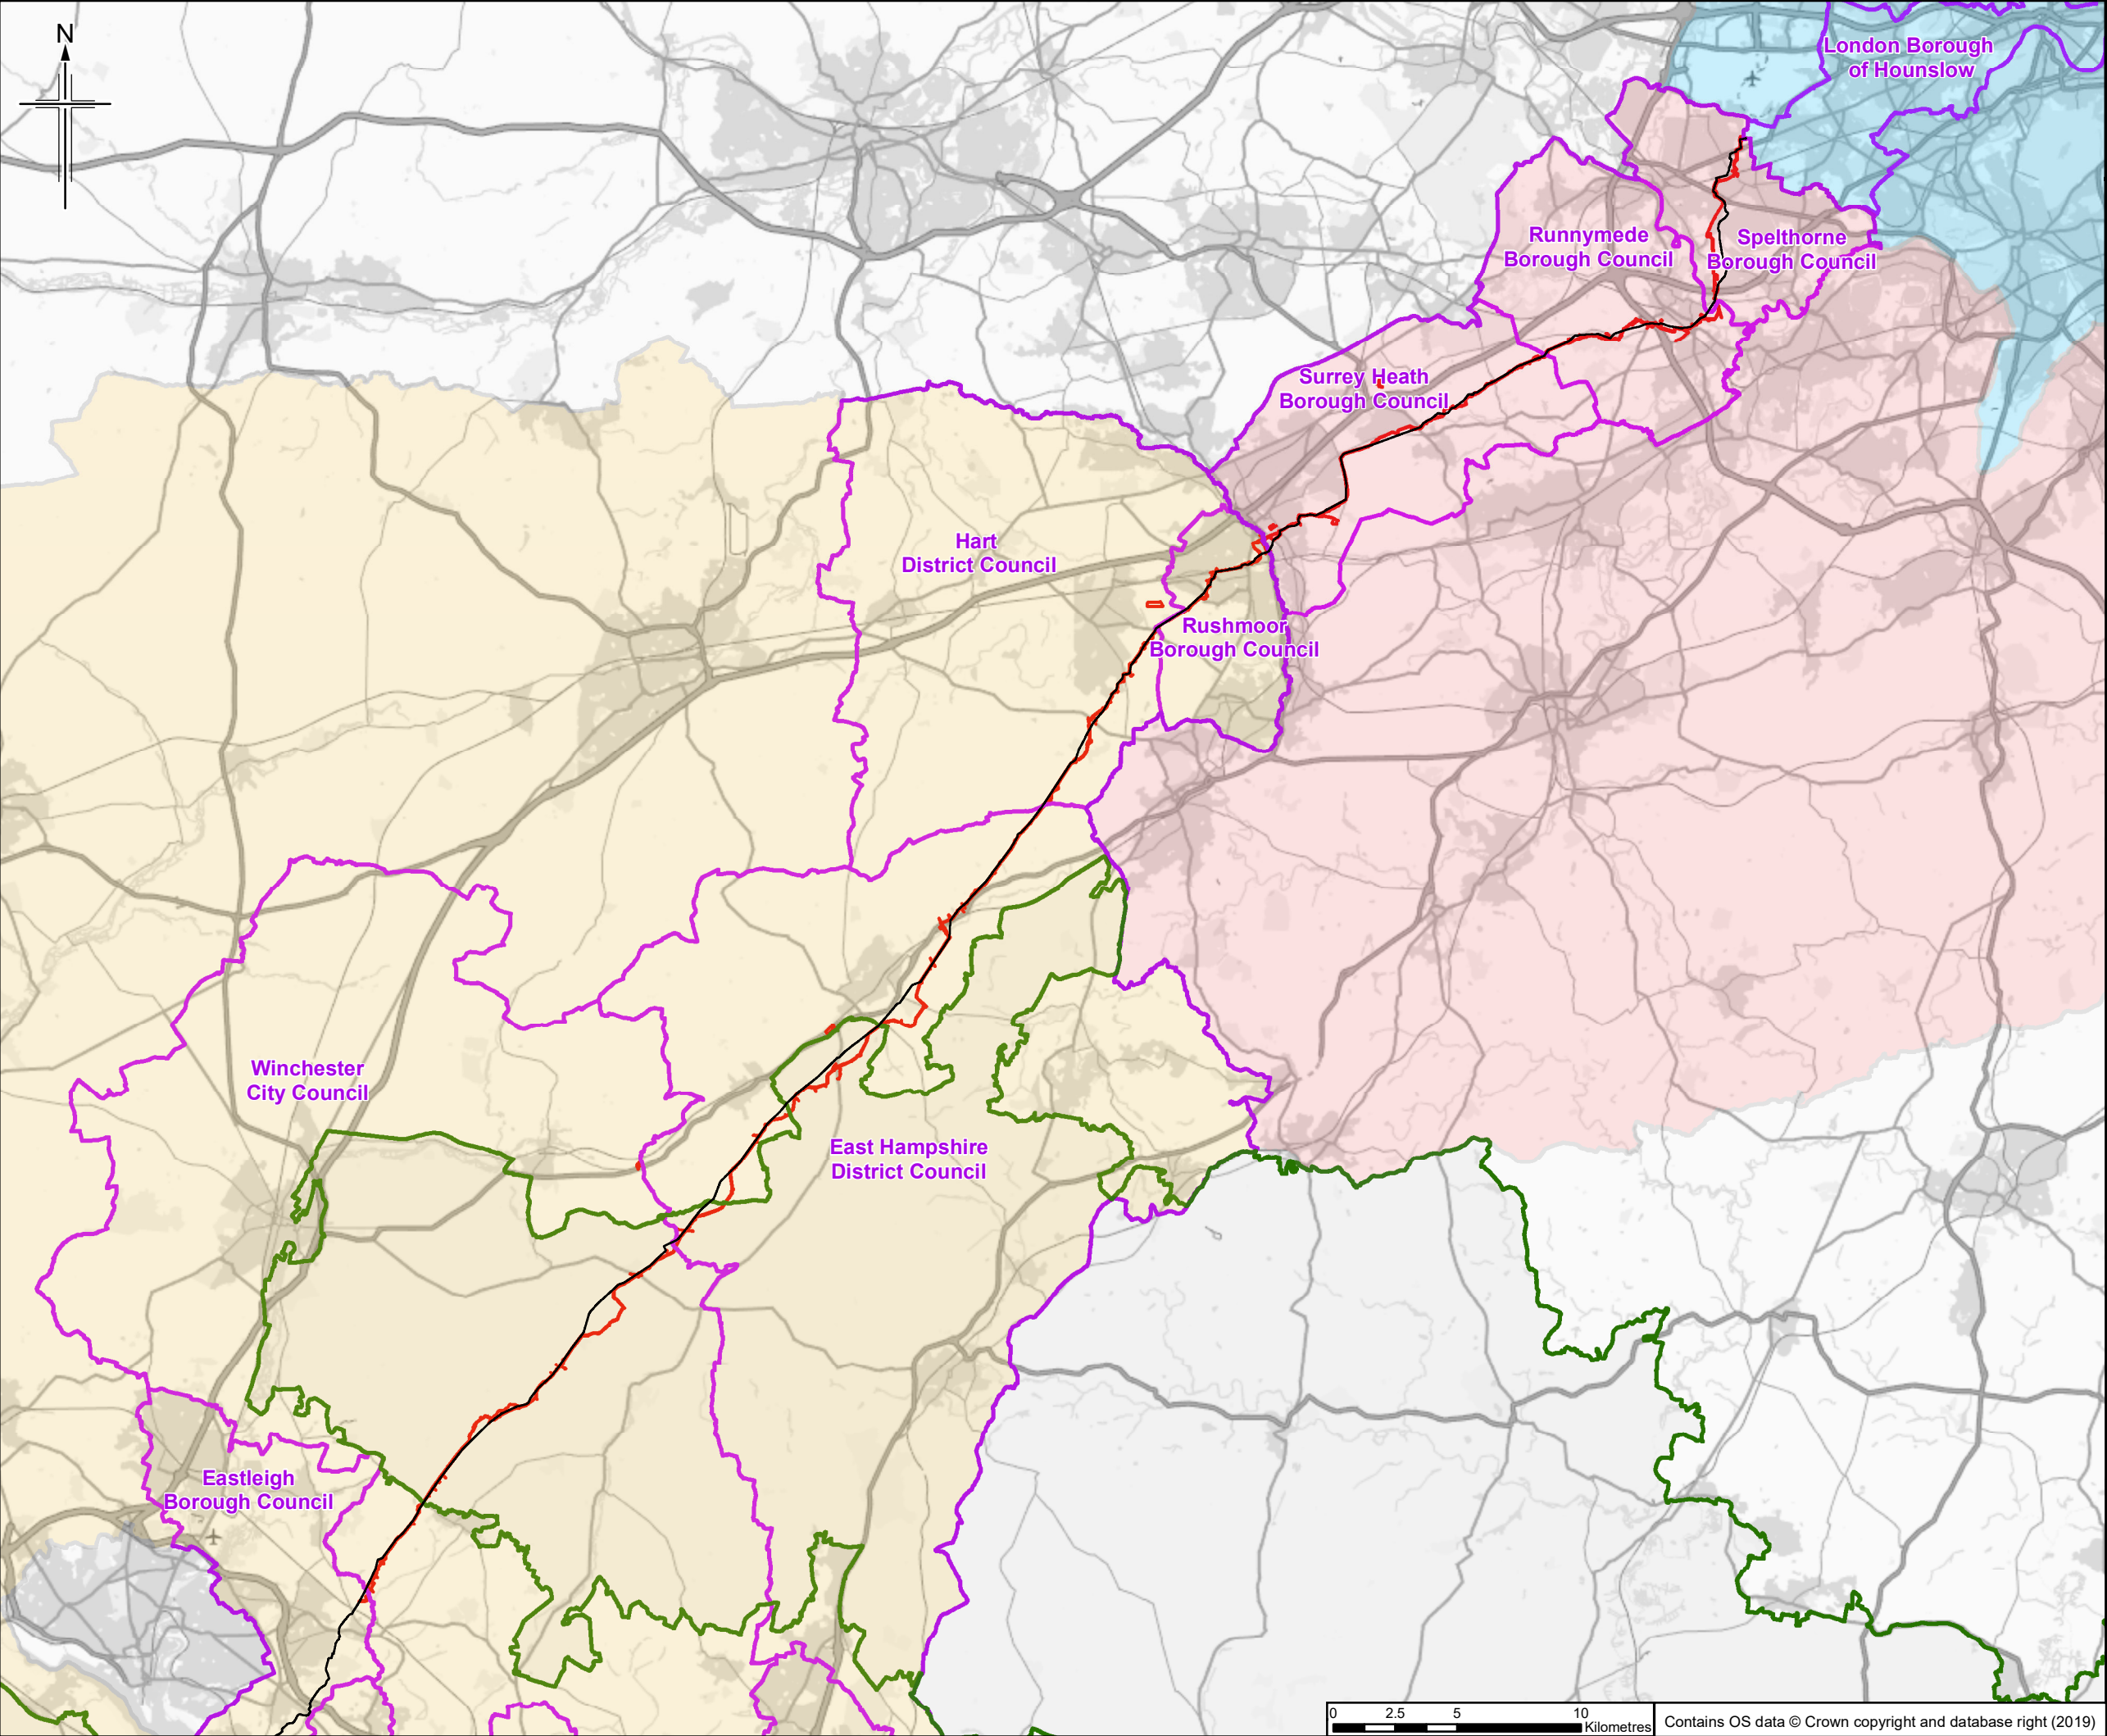 N
London Borough
of Hounslow
Runnymede
Borough Council
Spelthorne
Borough Council
Surrey Heath
Borough Council
Hart
District Council
Rushmoor
Borough Council
Winchester
City Council
East Hampshire
District Council
Eastleigh
Borough Council
0 2.5 5 10
Kilometres
Contains OS data © Crown copyright and database right (2019)